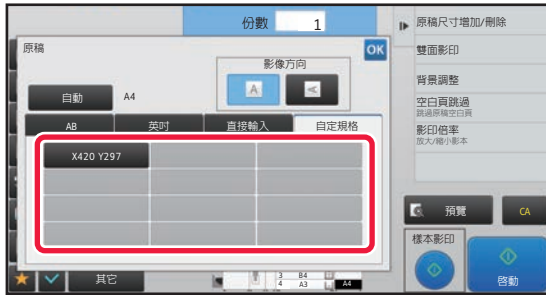 份數 1
原稿
OK
影像方向
A
A
自動 A4
AB 英吋 直接輸入 自定規格
X420 Y297
其它
3 B4
4 A3 A4
原稿尺寸增加/刪除
雙面影印
背景調整
空白頁跳過
跳過原稿空白頁
影印倍率
放大/縮小影本
預覽 CA
樣本影印
啓動